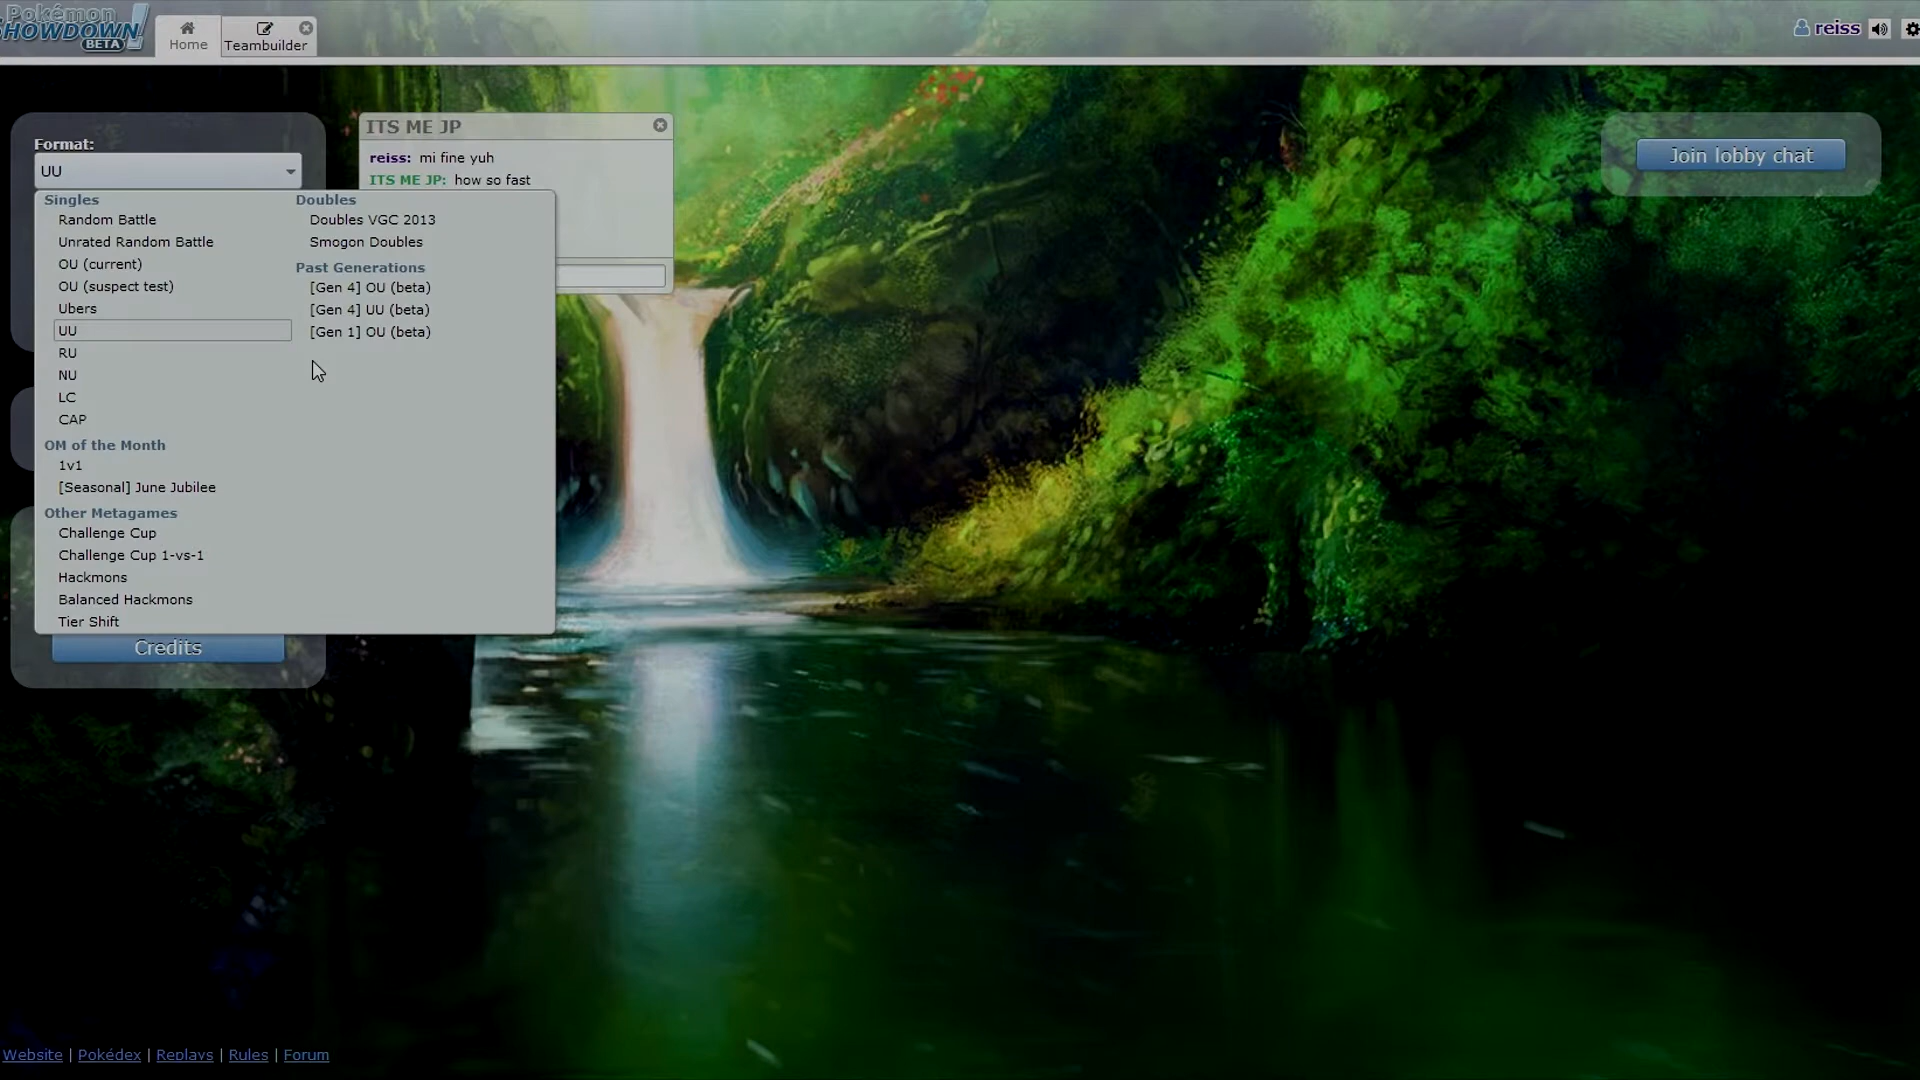 Pokémon
SHOWDOWN!
BETA
Home
Teambuilder
reiss
Format:
UU
Singles
Random Battle
Unrated Random Battle
OU (current)
OU (suspect test)
Ubers
UU
RU
NU
LC
CAP
OM of the Month
1v1
[Seasonal] June Jubilee
Other Metagames
Challenge Cup
Challenge Cup 1-vs-1
Hackmons
Balanced Hackmons
Tier Shift
Doubles
Doubles VGC 2013
Smogon Doubles
Past Generations
[Gen 4] OU (beta)
[Gen 4] UU (beta)
[Gen 1] OU (beta)
Credits
ITS ME JP
reiss: mi fine yuh
ITS ME JP: how so fast
Join lobby chat
Website | Pokédex | Replays | Rules | Forum